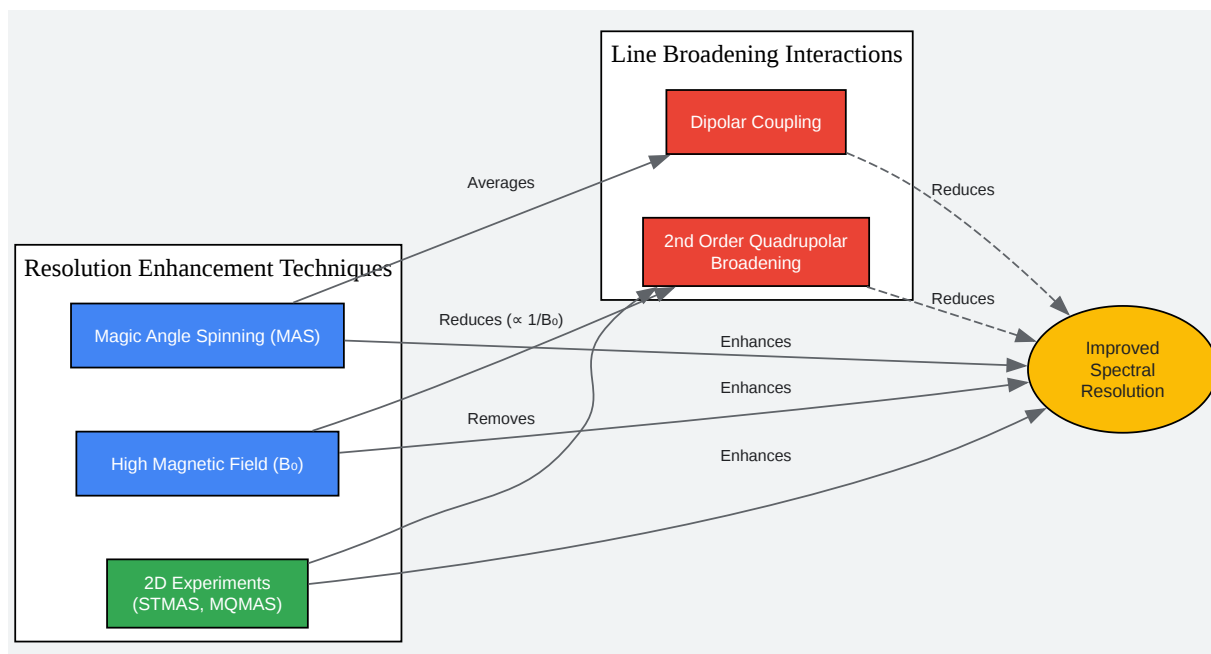 Line Broadening Interactions
Dipolar Coupling
Averages
Reduces
2nd Order Quadrupolar
Broadening
Resolution Enhancement Techniques
Reduces (∝ 1/B₀)
Reduces
Magic Angle Spinning (MAS)
Enhances
Improved
Spectral
Resolution
Enhances
Removes
High Magnetic Field (B₀)
Enhances
2D Experiments
(STMAS, MQMAS)